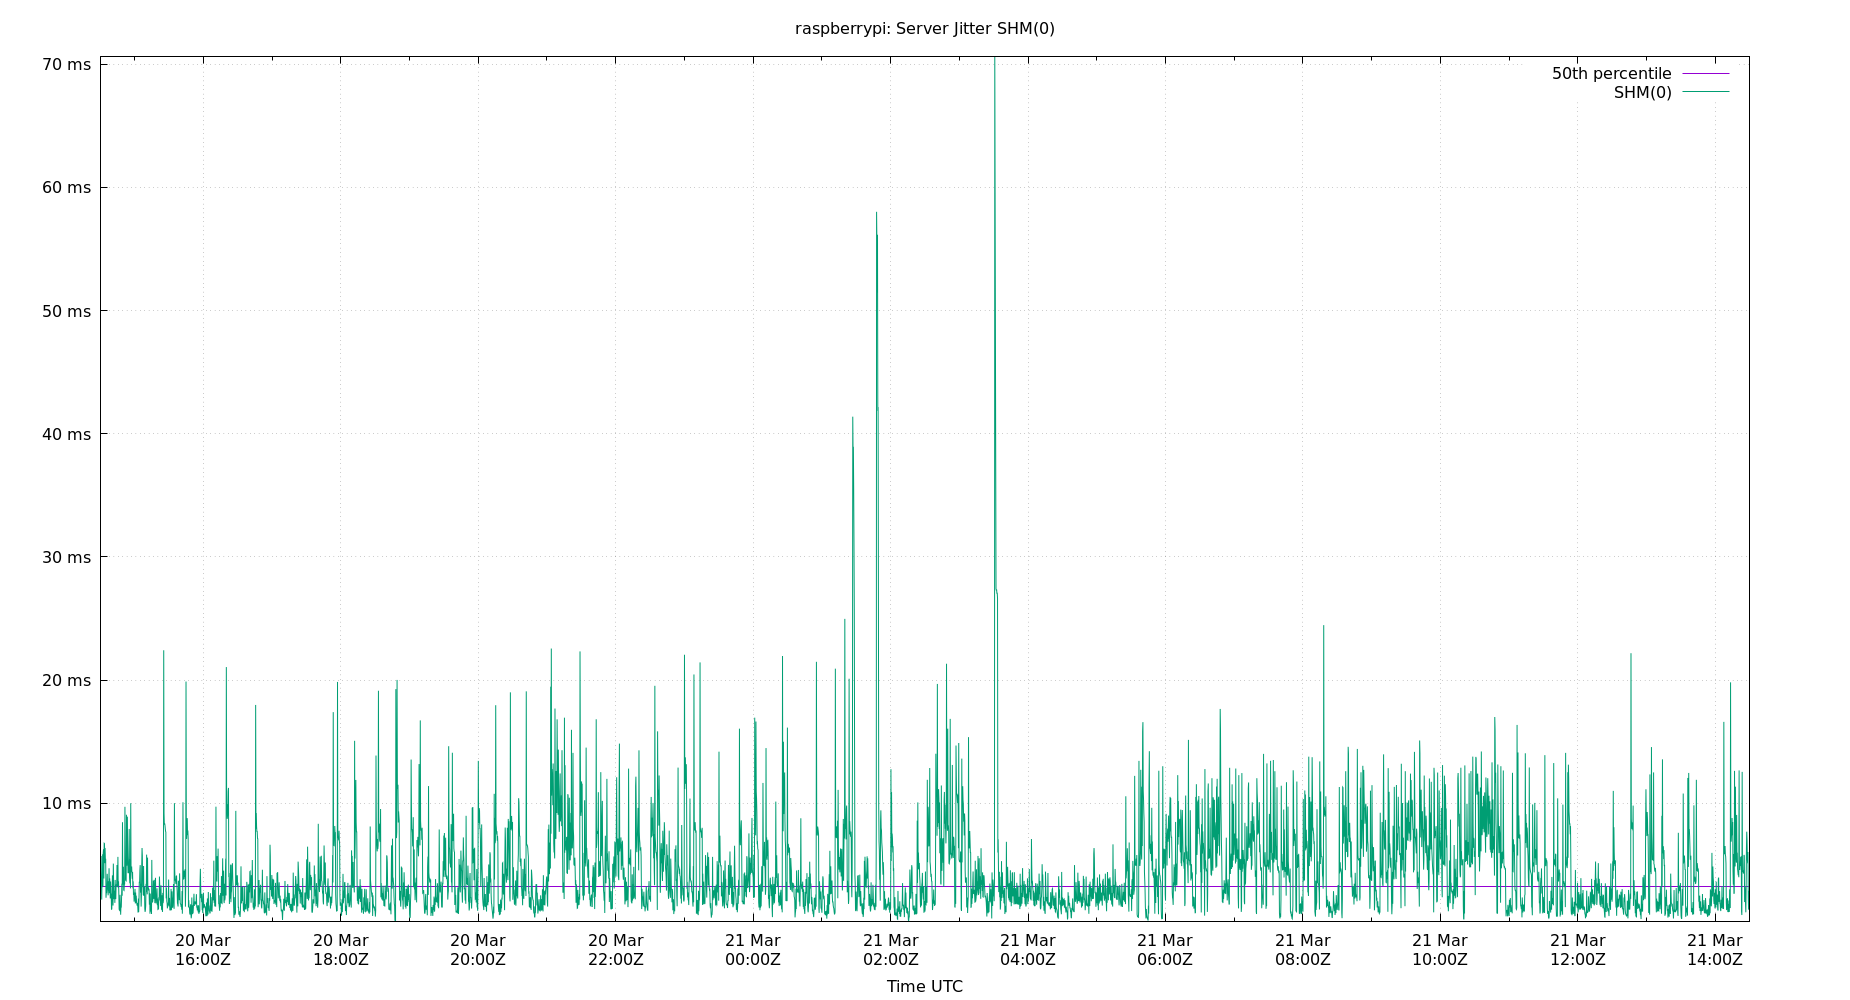 raspberrypi: Server Jitter SHM(0)
70 ms
60 ms
50 ms
40 ms
30 ms
20 ms
10 ms
50th percentile
SHM(0)
20 Mar 20 Mar 20 Mar 20 Mar 21 Mar 21 Mar 21 Mar 21 Mar 21 Mar 21 Mar 21 Mar 21 Mar
16:00Z 18:00Z 20:00Z 22:00Z 00:00Z 02:00Z 04:00Z 06:00Z 08:00Z 10:00Z 12:00Z 14:00Z
Time UTC